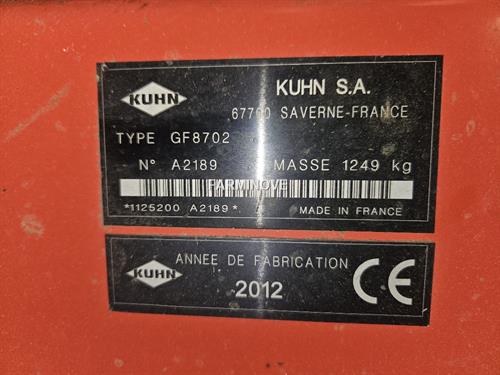 KUHN
KUHN S.A.
67700 SAVERNE-FRANCE
TYPE GF8702
N° A2189 MASSE 1249 kg
FARMINOVE
*1125200 A2189* MADE IN FRANCE
KUHN
ANNEE DE FABRICATION
2012
CE